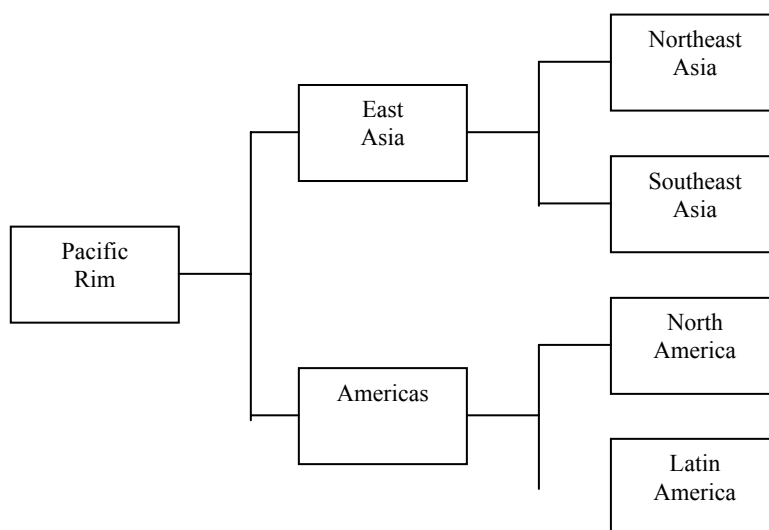 Pacific
Rim
East
Asia
Northeast
Asia
Southeast
Asia
Americas
North
America
Latin
America